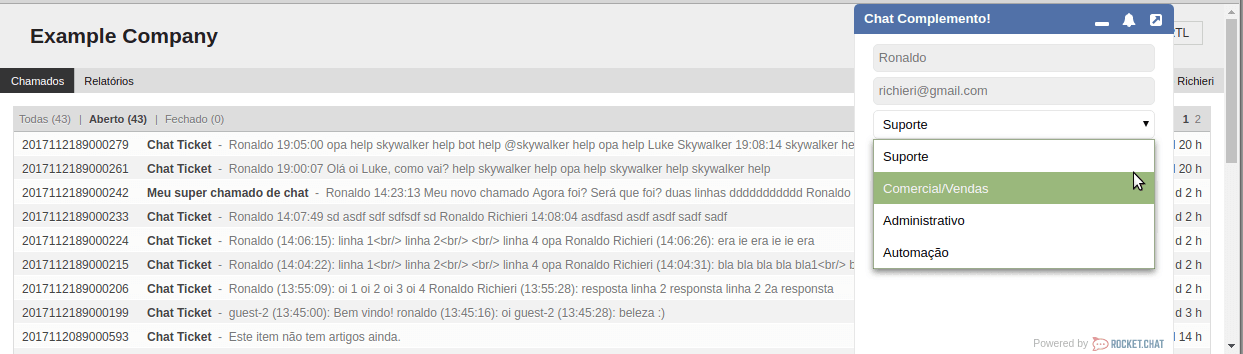 Example Company
TL
Chamados Relatórios
Richieri
Todas (43) | Aberto (43) | Fechado (0)
1 2
2017112189000279 Chat Ticket - Ronaldo 19:05:00 opa help skywalker help bot help @skywalker help opa help Luke Skywalker 19:08:14 skywalker he
20 h
2017112189000261 Chat Ticket - Ronaldo 19:00:07 Olá oi Luke, como vai? help skywalker help opa help skywalker help skywalker help
20 h
2017112189000242 Meu super chamado de chat - Ronaldo 14:23:13 Meu novo chamado Agora foi? Será que foi? duas linhas ddddddddddd Ronaldo
d 2 h
2017112189000233 Chat Ticket - Ronaldo 14:07:49 sd asdf sdf sdfsdf sd Ronaldo Richieri 14:08:04 asdfasd asdf asdf sadf sadf
d 2 h
2017112189000224 Chat Ticket - Ronaldo (14:06:15): linha 1<br/> linha 2<br/> <br/> linha 4 opa Ronaldo Richieri (14:06:26): era ie era ie ie era
d 2 h
2017112189000215 Chat Ticket - Ronaldo (14:04:22): linha 1<br/> linha 2<br/> <br/> linha 4 opa Ronaldo Richieri (14:04:31): bla bla bla bla bla1<br/> b
d 2 h
2017112189000206 Chat Ticket - Ronaldo (13:55:09): oi 1 oi 2 oi 3 oi 4 Ronaldo Richieri (13:55:28): resposta linha 2 resposta linha 2 2a responsta
d 2 h
2017112189000199 Chat Ticket - guest-2 (13:45:00): Bem vindo! ronaldo (13:45:16): oi guest-2 (13:45:28): beleza :)
d 3 h
2017112089000593 Chat Ticket - Este item não tem artigos ainda.
14 h
Chat Complemento!
Ronaldo
richieri@gmail.com
Suporte
Suporte
Comercial/Vendas
Administrativo
Automação
Powered by ROCKET.CHAT